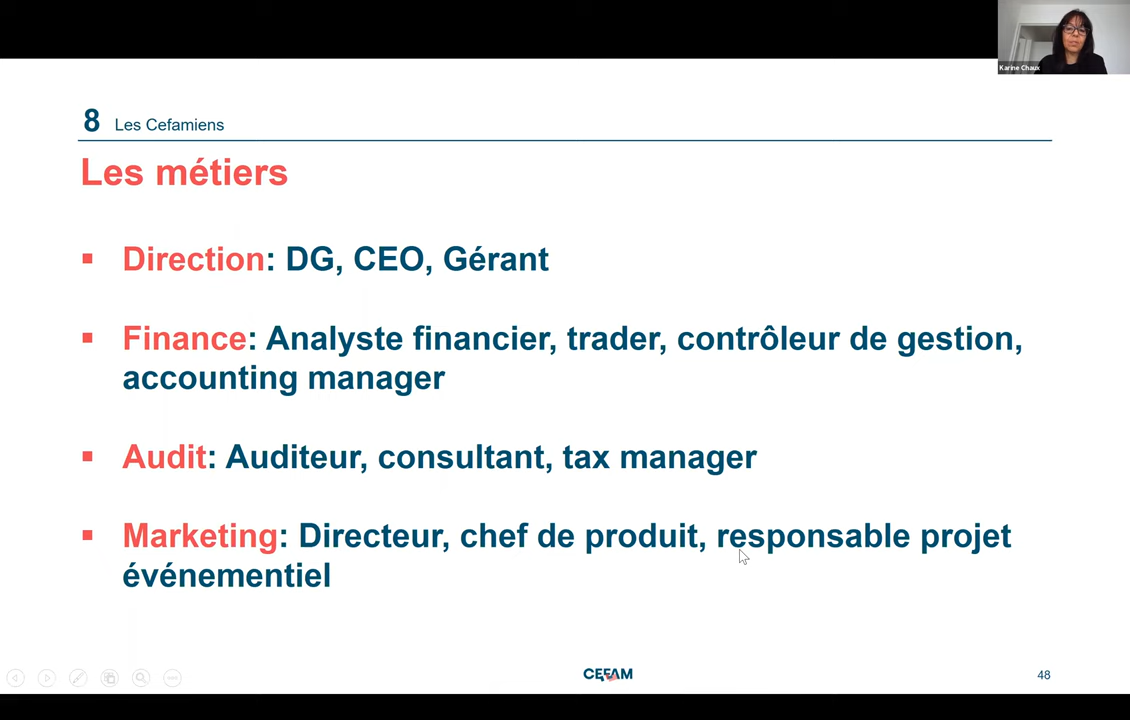 Karine Chaux
8 Les Cefamiens
Les métiers
▪ Direction: DG, CEO, Gérant
▪ Finance: Analyste financier, trader, contrôleur de gestion,
accounting manager
▪ Audit: Auditeur, consultant, tax manager
▪ Marketing: Directeur, chef de produit, responsable projet
événementiel
CEFAM
48